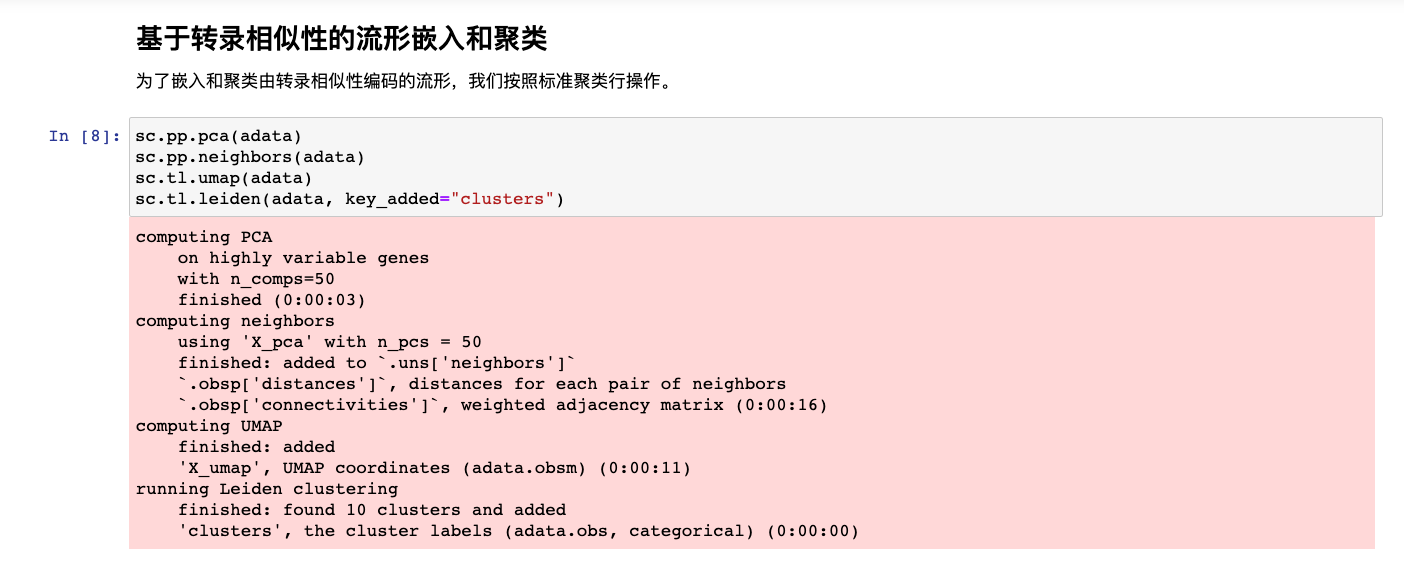 基于转录相似性的流形嵌入和聚类
为了嵌入和聚类由转录相似性编码的流形，我们按照标准聚类行操作。
In [8]: sc.pp.pca(adata)
sc.pp.neighbors(adata)
sc.tl.umap(adata)
sc.tl.leiden(adata, key_added="clusters")
computing PCA
    on highly variable genes
    with n_comps=50
    finished (0:00:03)
computing neighbors
    using 'X_pca' with n_pcs = 50
    finished: added to `.uns['neighbors']`
    `.obsp['distances']`, distances for each pair of neighbors
    `.obsp['connectivities']`, weighted adjacency matrix (0:00:16)
computing UMAP
    finished: added
    'X_umap', UMAP coordinates (adata.obsm) (0:00:11)
running Leiden clustering
    finished: found 10 clusters and added
    'clusters', the cluster labels (adata.obs, categorical) (0:00:00)